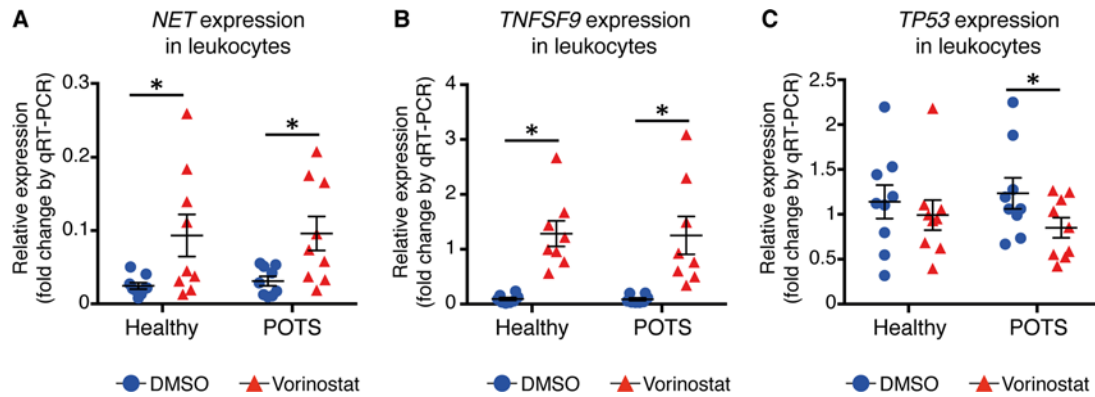 A
NET expression
in leukocytes
Relative expression
(fold change by qRT-PCR)
0.3
0.2
0.1
0
*
*
Healthy
POTS
DMSO
Vorinostat
B
TNFSF9 expression
in leukocytes
Relative expression
(fold change by qRT-PCR)
4
3
2
1
0
*
*
Healthy
POTS
DMSO
Vorinostat
C
TP53 expression
in leukocytes
Relative expression
(fold change by qRT-PCR)
2.5
2
1.5
1
0.5
0
*
Healthy
POTS
DMSO
Vorinostat